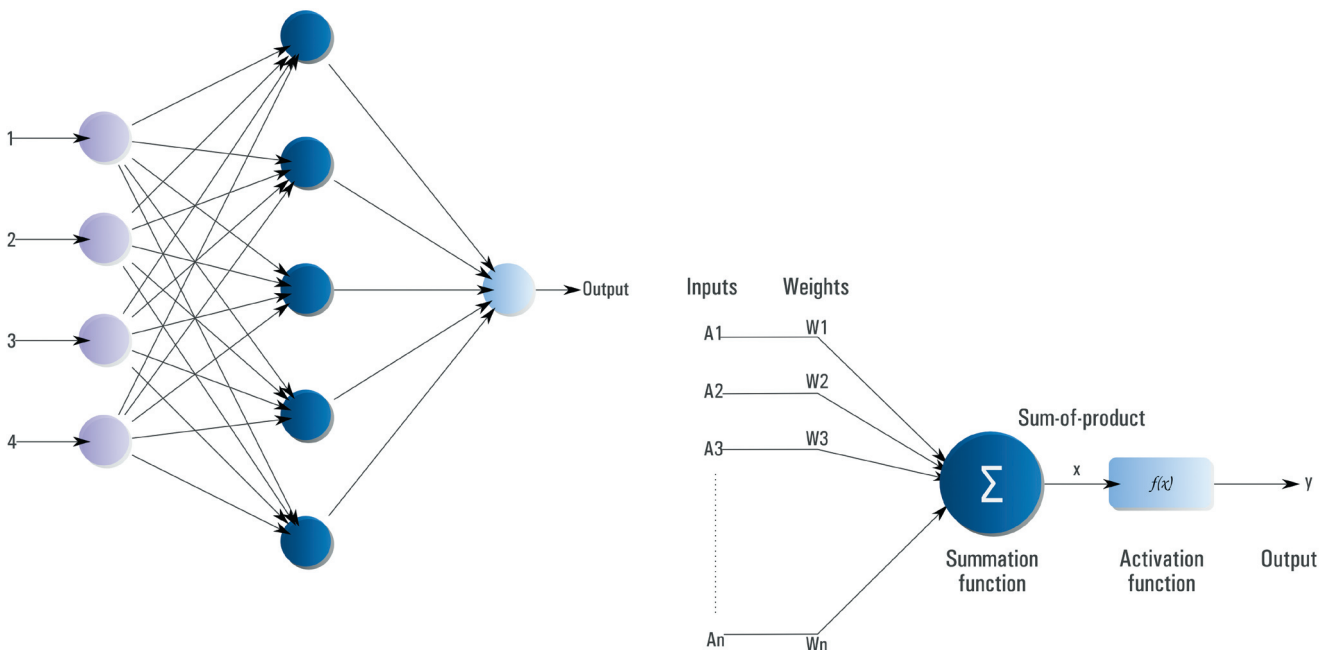 1
2
3
4
Output
Inputs Weights
A1 W1
A2 W2
A3 W3
An Wn
Sum-of-product
Σ
x
f(x)
y
Summation
function
Activation
function
Output